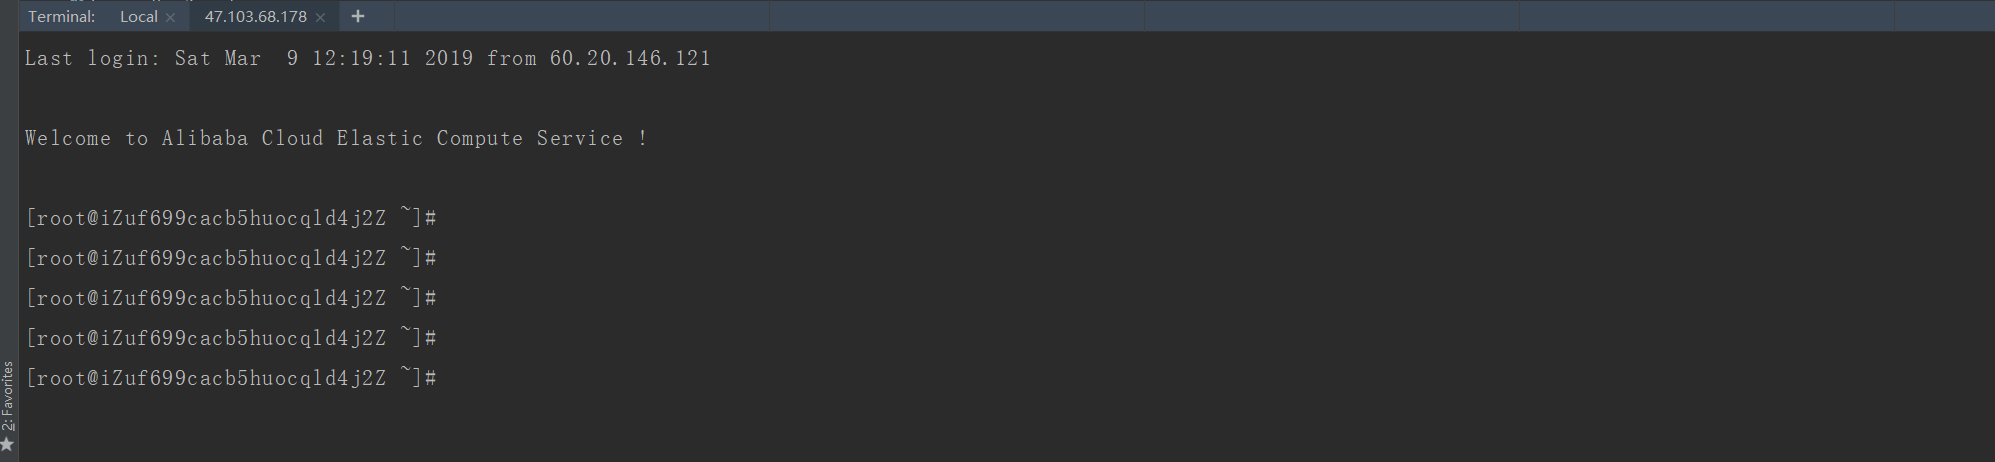 Terminal: Local × 47.103.68.178 × +
Last login: Sat Mar  9 12:19:11 2019 from 60.20.146.121
Welcome to Alibaba Cloud Elastic Compute Service !
[root@iZuf699cacb5huocqld4j2Z ~]#
[root@iZuf699cacb5huocqld4j2Z ~]#
[root@iZuf699cacb5huocqld4j2Z ~]#
[root@iZuf699cacb5huocqld4j2Z ~]#
[root@iZuf699cacb5huocqld4j2Z ~]#
2: Favorites